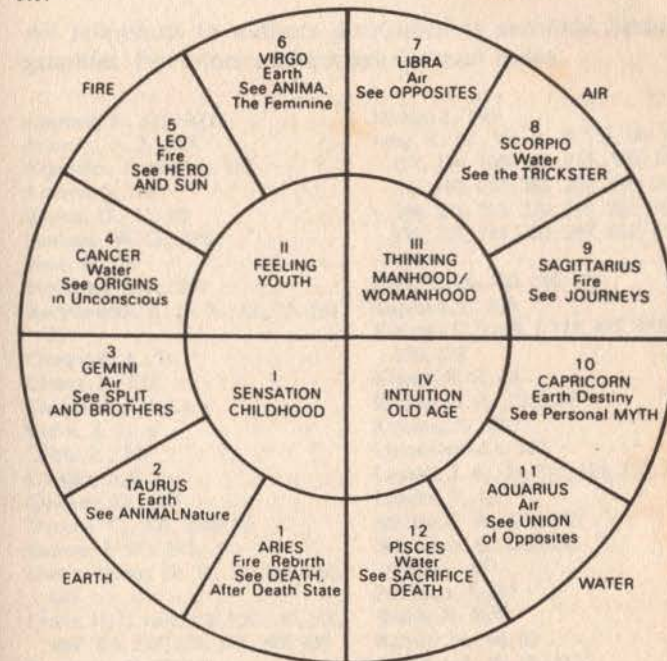 FIRE
AIR
EARTH
WATER
6
VIRGO
Earth
See ANIMA.
The Feminine
7
LIBRA
Air
See OPPOSITES
5
LEO
Fire
See HERO
AND SUN
8
SCORPIO
Water
See the TRICKSTER
4
CANCER
Water
See ORIGINS
in Unconscious
9
SAGITTARIUS
Fire
See JOURNEYS
3
GEMINI
Air
See SPLIT
AND BROTHERS
10
CAPRICORN
Earth Destiny
See Personal MYTH
2
TAURUS
Earth
See ANIMALNature
11
AQUARIUS
Air
See UNION
of Opposites
1
ARIES
Fire Rebirth
See DEATH,
After Death State
12
PISCES
Water
See SACRIFICE
DEATH
II
FEELING
YOUTH
III
THINKING
MANHOOD/
WOMANHOOD
I
SENSATION
CHILDHOOD
IV
INTUITION
OLD AGE